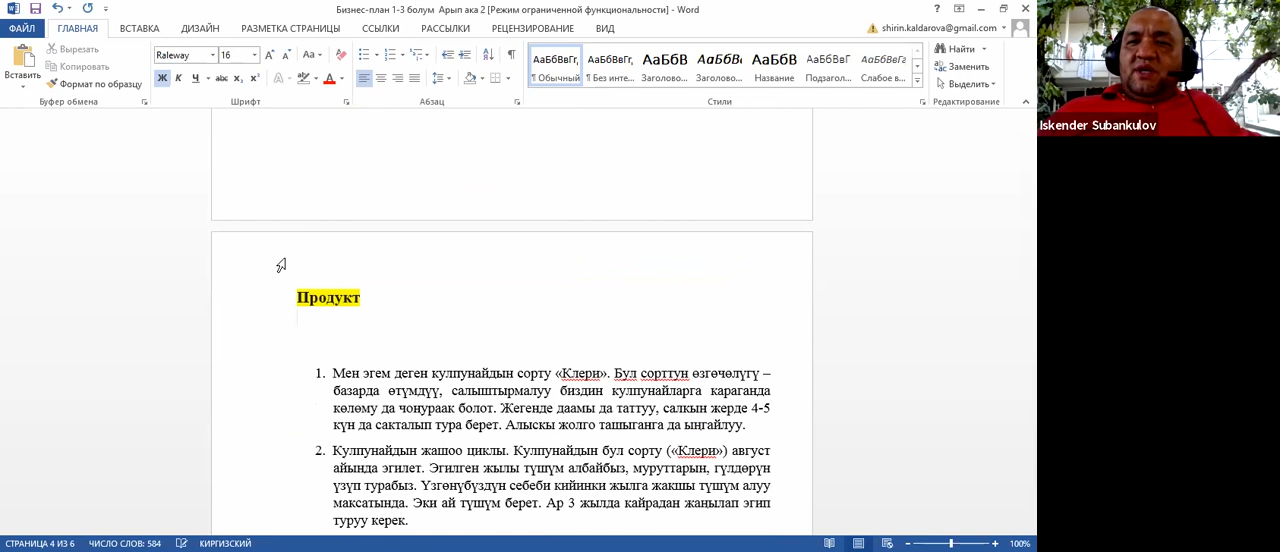 Бизнес-план 1-3 болум Арып ака 2 [Режим ограниченной функциональности] - Word
ФАЙЛ ГЛАВНАЯ ВСТАВКА ДИЗАЙН РАЗМЕТКА СТРАНИЦЫ ССЫЛКИ РАССЫЛКИ РЕЦЕНЗИРОВАНИЕ ВИД shirin.kaldarova@gmail.com
Вставить
Вырезать
Копировать
Формат по образцу
Буфер обмена
Raleway 16
Ж К Ч abc x₂ x²
Шрифт
Абзац
АаБбВвГг, АаБбВвГг, АаБбВ АаБбВı АаБбВ АаБбВвГ АаБбВвГг
¶ Обычный ¶ Без инте... Заголово... Заголово... Название Подзагол... Слабое в...
Стили
Найти
Заменить
Выделить
Редактирование
Iskender Subankulov
Продукт
1. Мен эгем деген кулпунайдын сорту «Клери». Бул сорттун өзгөчөлүгү –
базарда өтүмдүү, салыштырмалуу биздин кулпунайларга караганда
көлөму да чонураак болот. Жегенде даамы да таттуу, салкын жерде 4-5
күн да сакталып тура берет. Алыскы жолго ташыганга да ыңгайлуу.
2. Кулпунайдын жашоо циклы. Кулпунайдын бул сорту («Клери») август
айында эгилет. Эгилген жылы түшүм албайбыз, муруттарын, гүлдөрүн
үзүп турабыз. Үзгөнүбүздүн себеби кийинки жылга жакшы түшүм алуу
максатында. Эки ай түшүм берет. Ар 3 жылда кайрадан жаңылап эгип
туруу керек.
СТРАНИЦА 4 ИЗ 6 ЧИСЛО СЛОВ: 584 КИРГИЗСКИЙ 100%